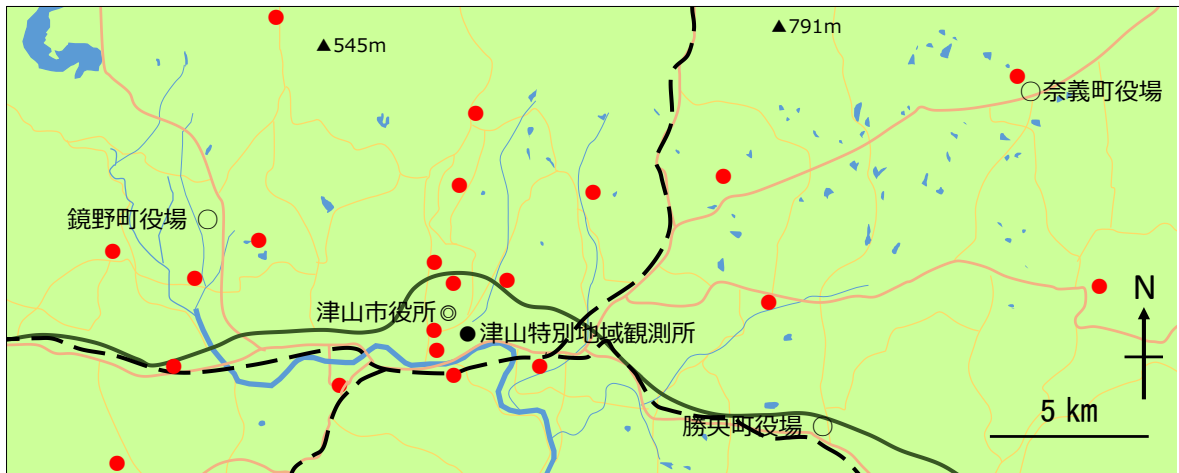 ▲545m
▲791m
○奈義町役場
鏡野町役場 ○
津山市役所◎
●津山特別地域観測所
N
5 km
勝央町役場 ○